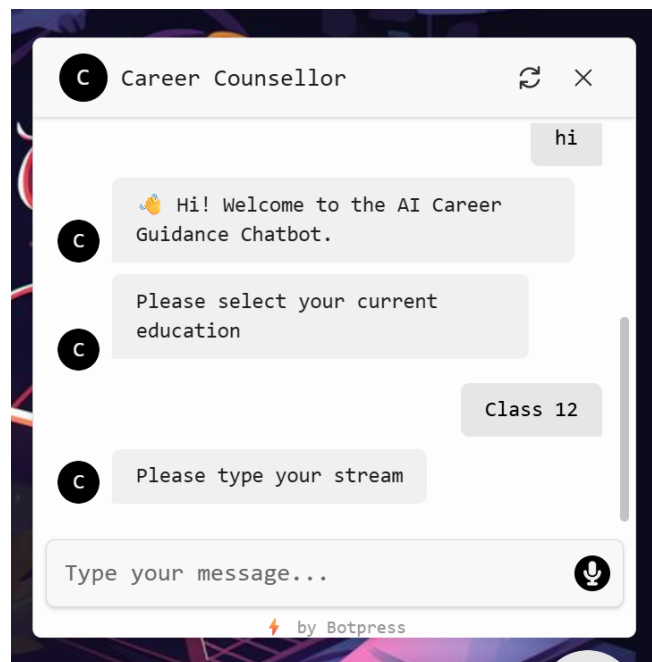 C Career Counsellor
hi
👋 Hi! Welcome to the AI Career
Guidance Chatbot.
C
Please select your current
education
C
Class 12
Please type your stream
C
Type your message...
by Botpress